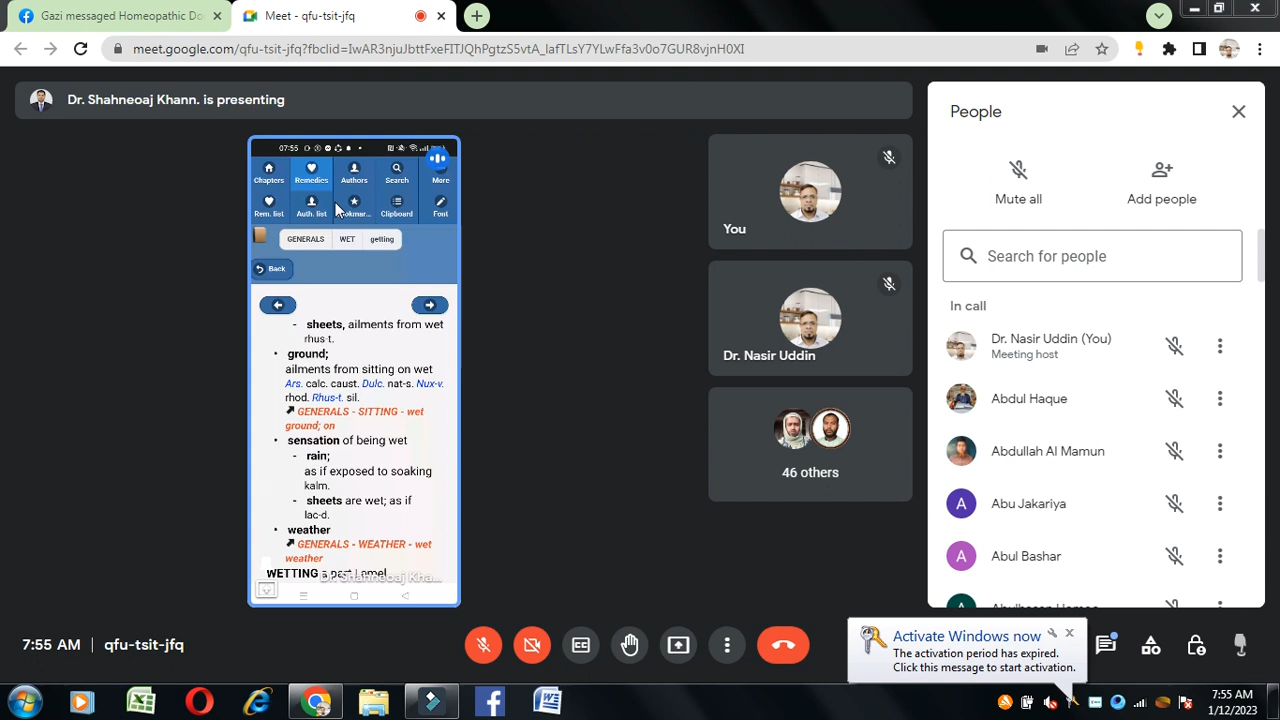 Gazi messaged Homeopathic Do
Meet - qfu-tsit-jfq
meet.google.com/qfu-tsit-jfq?fbclid=IwAR3njuJbttFxeFITJQhPgtzS5vtA_lafTLsY7YLwFfa3v0o7GUR8vjnH0XI
Dr. Shahneoaj Khann. is presenting
07:55
Chapters Remedies Authors Search More
Rem. list Auth. list Clipboard Font
GENERALS WET getting
Back
- sheets, ailments from wet
rhus-t.
• ground;
ailments from sitting on wet
Ars. calc. caust. Dulc. nat-s. Nux-v.
rhod. Rhus-t. sil.
GENERALS - SITTING - wet
ground; on
• sensation of being wet
- rain;
as if exposed to soaking
kalm.
- sheets are wet; as if
lac-d.
• weather
GENERALS - WEATHER - wet
weather
WETTING
Dr. Shahneoaj Kha...
You
Dr. Nasir Uddin
46 others
People
Mute all
Add people
Search for people
In call
Dr. Nasir Uddin (You)
Meeting host
Abdul Haque
Abdullah Al Mamun
A Abu Jakariya
A Abul Bashar
Activate Windows now
The activation period has expired.
Click this message to start activation.
7:55 AM | qfu-tsit-jfq
7:55 AM
1/12/2023